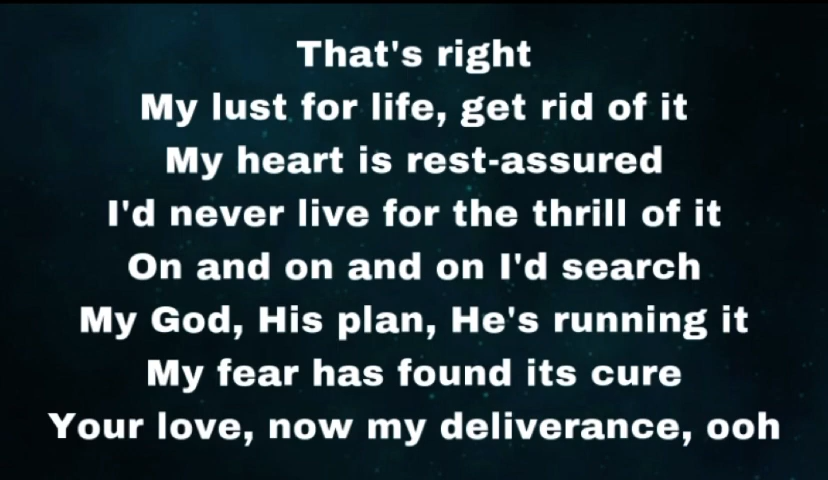 That's right
My lust for life, get rid of it
My heart is rest-assured
I'd never live for the thrill of it
On and on and on I'd search
My God, His plan, He's running it
My fear has found its cure
Your love, now my deliverance, ooh